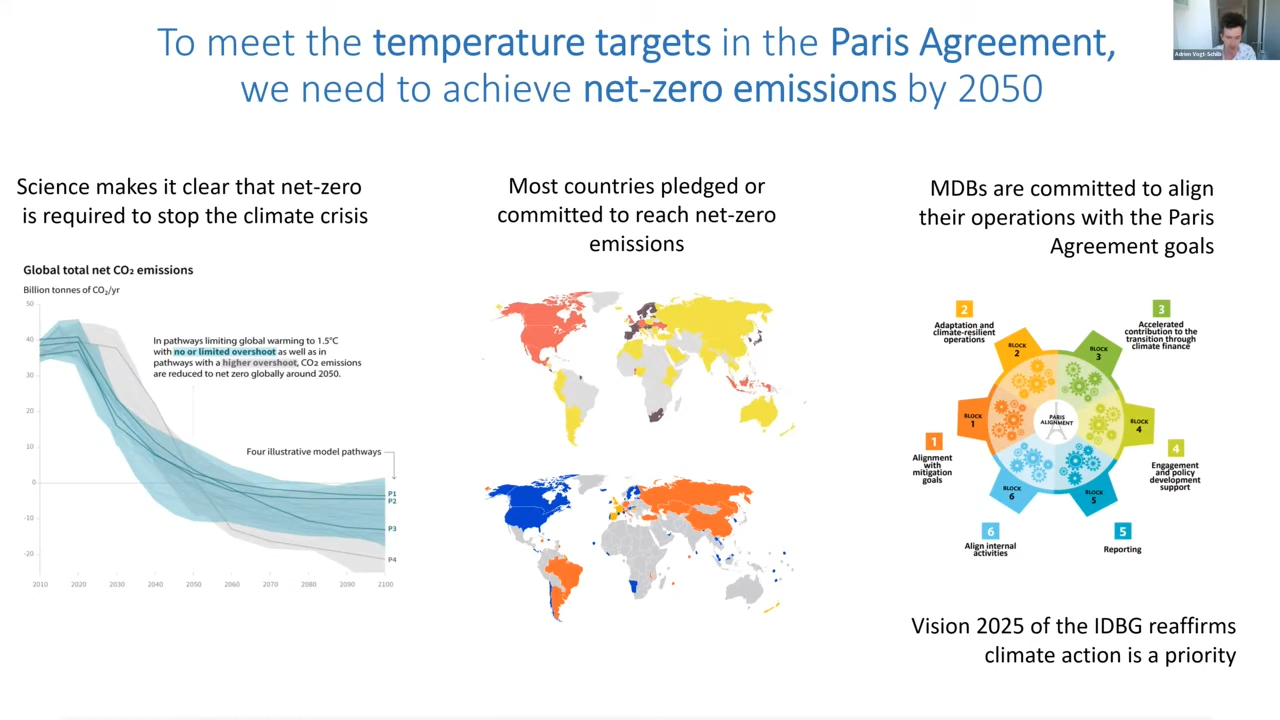 To meet the temperature targets in the Paris Agreement,
we need to achieve net-zero emissions by 2050
Adrien Vogt-Schilb
Science makes it clear that net-zero
is required to stop the climate crisis
Global total net CO₂ emissions
Billion tonnes of CO₂/yr
50
40
30
20
10
0
-10
-20
2010 2020 2030 2040 2050 2060 2070 2080 2090 2100
In pathways limiting global warming to 1.5°C
with no or limited overshoot as well as in
pathways with a higher overshoot, CO2 emissions
are reduced to net zero globally around 2050.
Four illustrative model pathways
P1
P2
P3
P4
Most countries pledged or
committed to reach net-zero
emissions
MDBs are committed to align
their operations with the Paris
Agreement goals
2
Adaptation and
climate-resilient
operations
3
Accelerated
contribution to the
transition through
climate finance
BLOCK
2
BLOCK
3
BLOCK
1
PARIS
ALIGNMENT
BLOCK
4
1
Alignment
with
mitigation
goals
4
Engagement
and policy
development
support
BLOCK
6
BLOCK
5
6
Align internal
activities
5
Reporting
Vision 2025 of the IDBG reaffirms
climate action is a priority